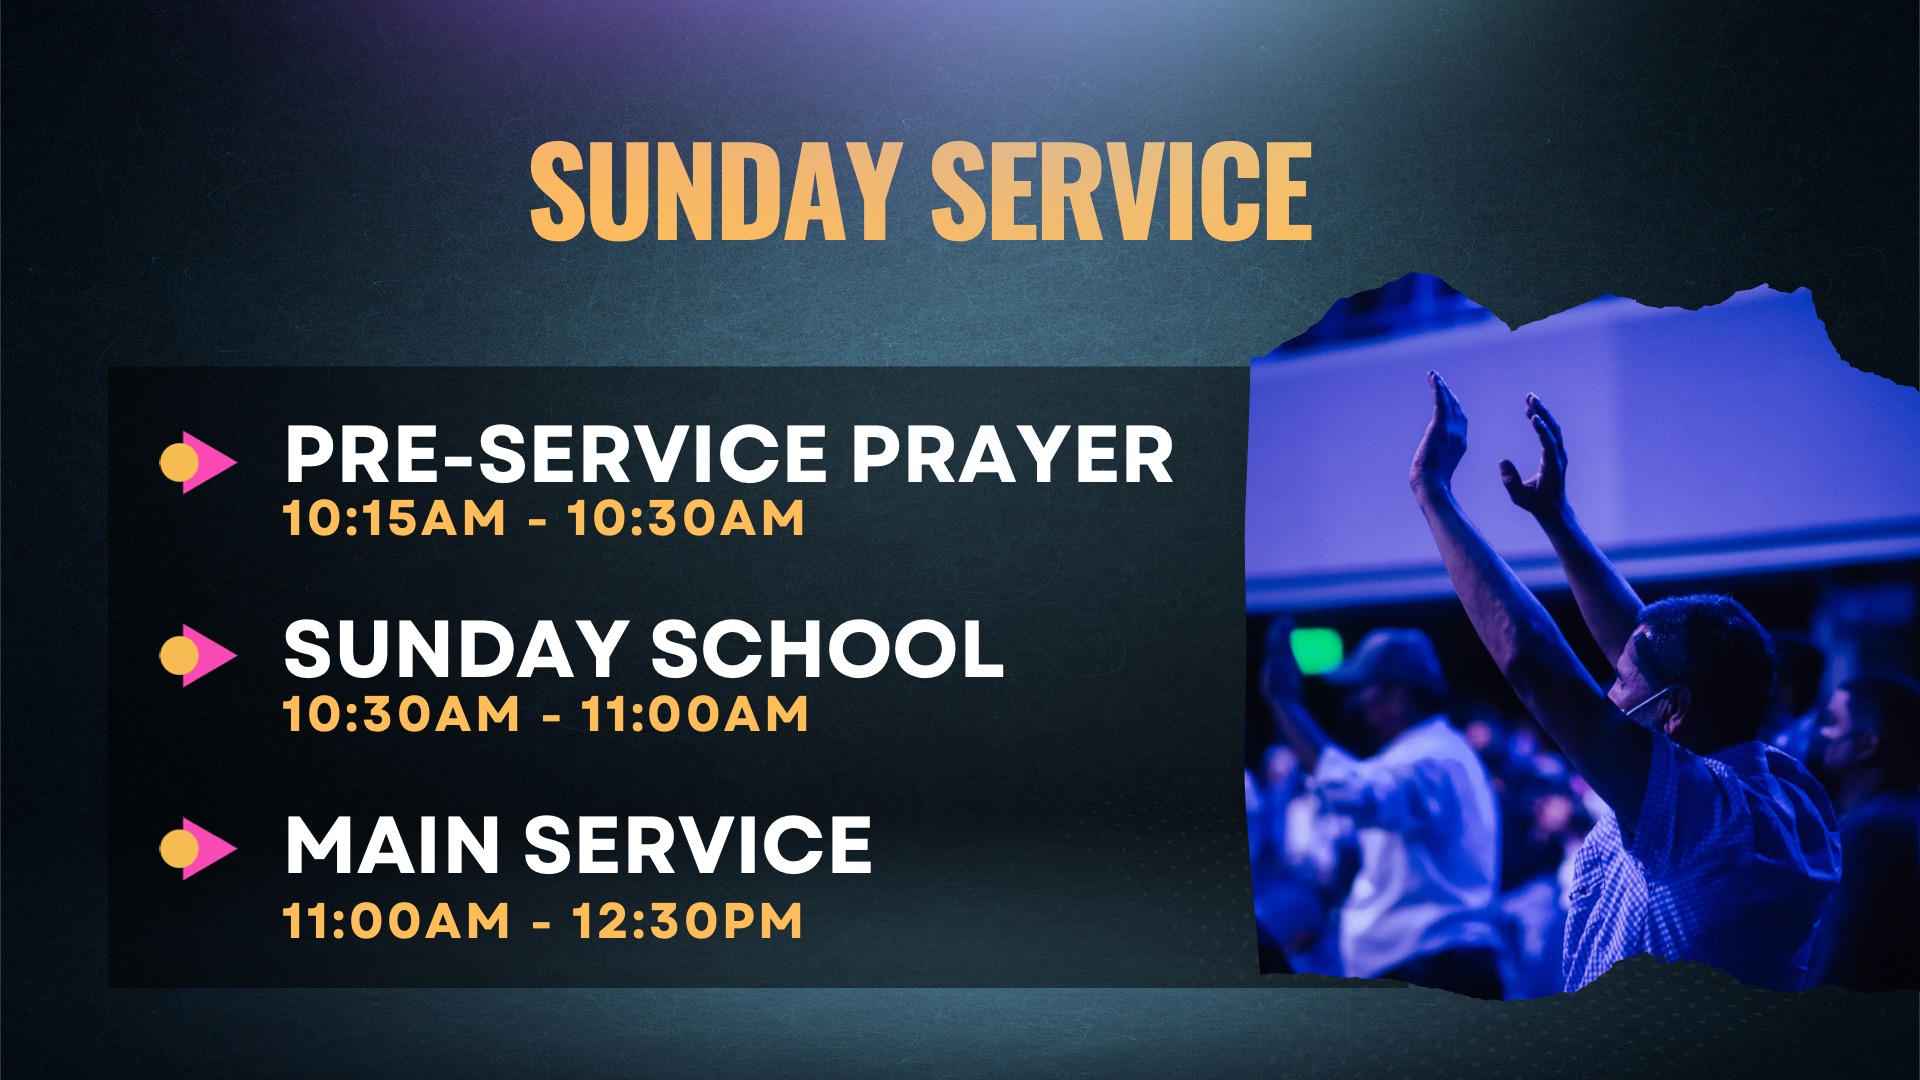 SUNDAY SERVICE
PRE-SERVICE PRAYER
10:15AM - 10:30AM
SUNDAY SCHOOL
10:30AM - 11:00AM
MAIN SERVICE
11:00AM - 12:30PM